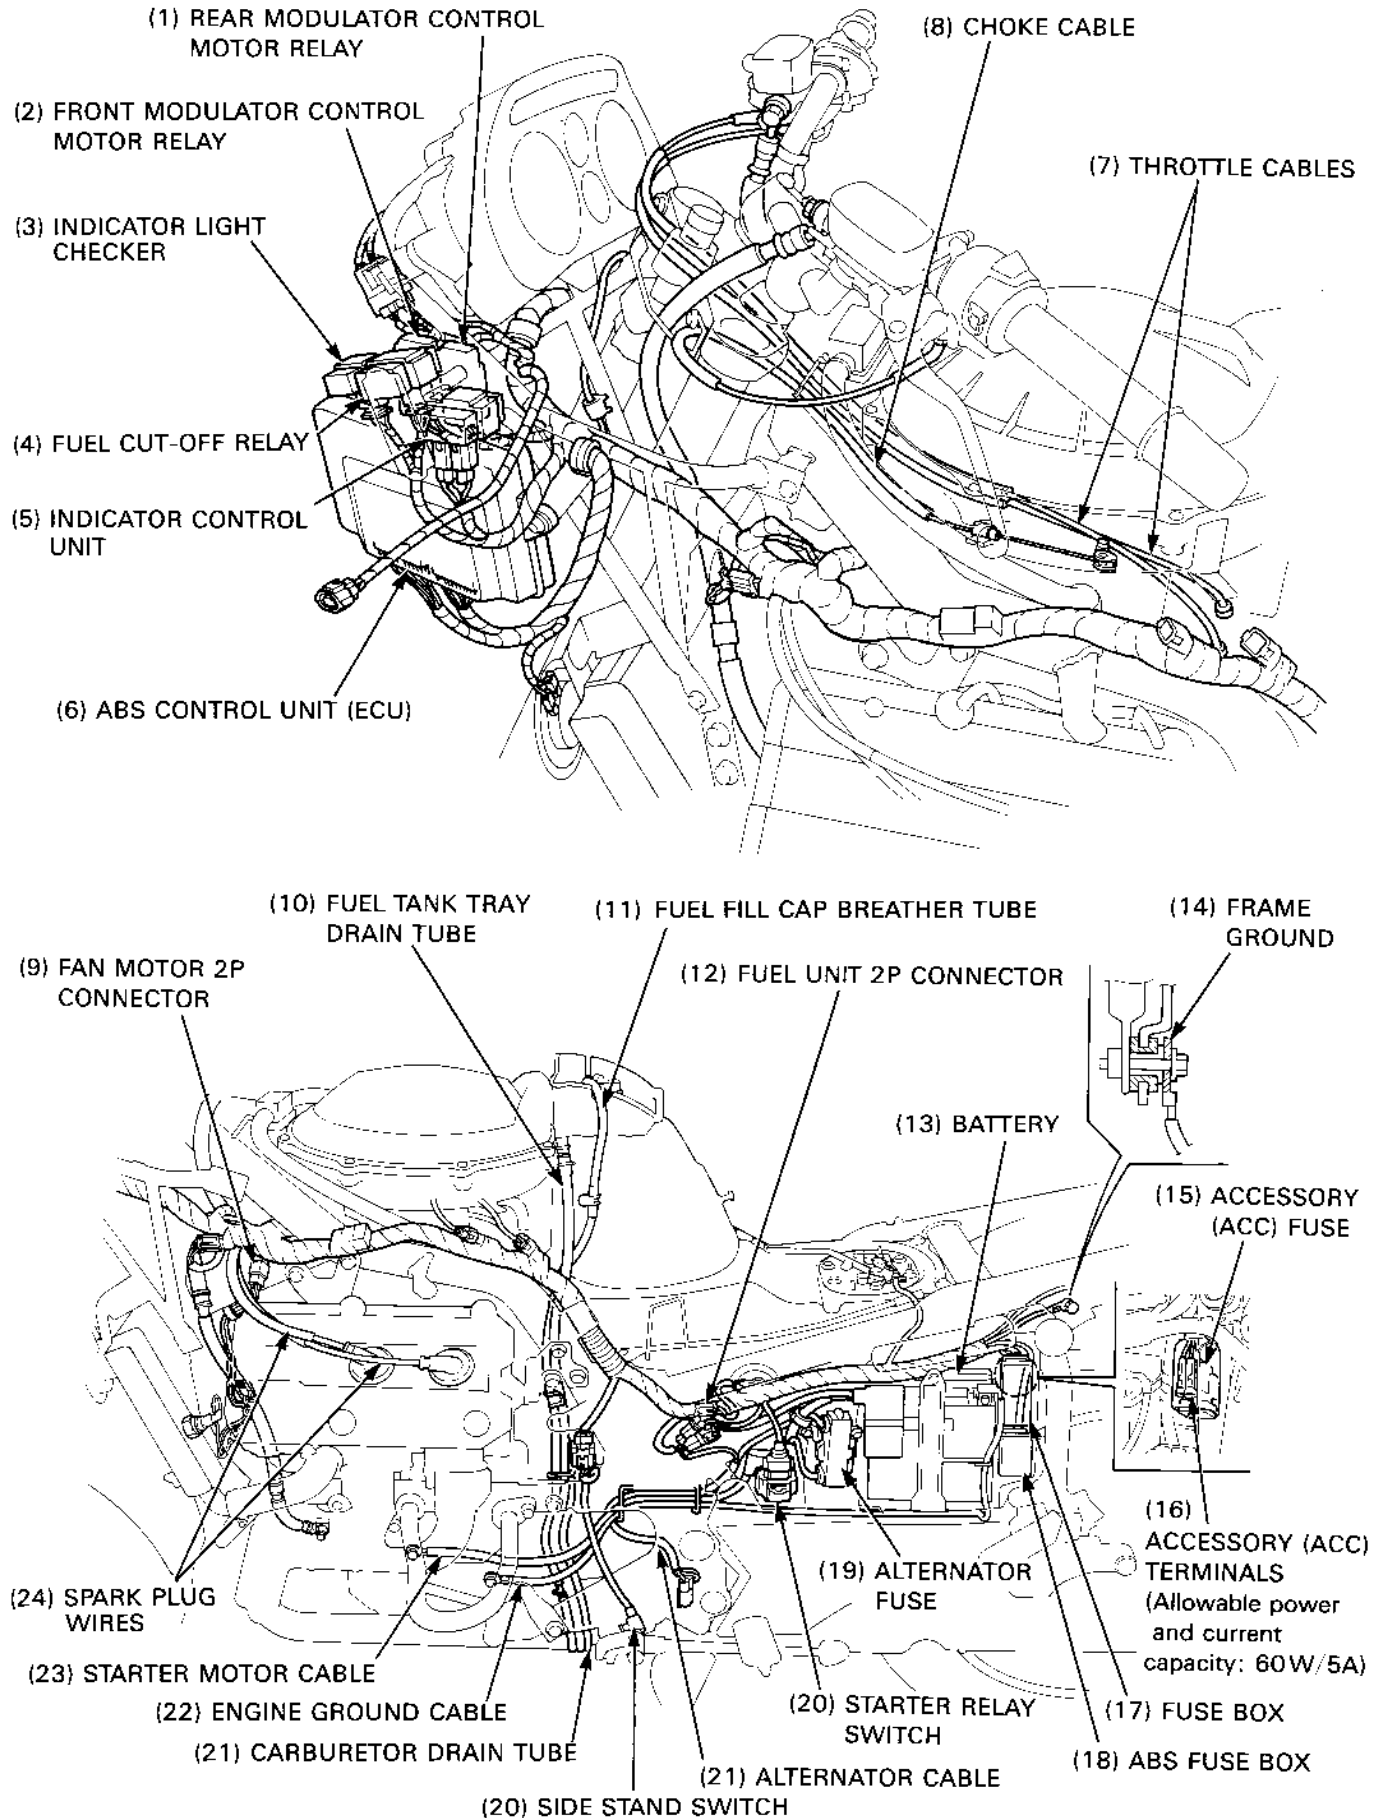 (1) REAR MODULATOR CONTROL
MOTOR RELAY
(2) FRONT MODULATOR CONTROL
MOTOR RELAY
(3) INDICATOR LIGHT
CHECKER
(4) FUEL CUT-OFF RELAY
(5) INDICATOR CONTROL
UNIT
(6) ABS CONTROL UNIT (ECU)
(8) CHOKE CABLE
(7) THROTTLE CABLES
(10) FUEL TANK TRAY
DRAIN TUBE
(11) FUEL FILL CAP BREATHER TUBE
(14) FRAME
GROUND
(9) FAN MOTOR 2P
CONNECTOR
(12) FUEL UNIT 2P CONNECTOR
(13) BATTERY
(15) ACCESSORY
(ACC) FUSE
(16)
ACCESSORY (ACC)
TERMINALS
(Allowable power
and current
capacity: 60W/5A)
(19) ALTERNATOR
FUSE
(24) SPARK PLUG
WIRES
(23) STARTER MOTOR CABLE
(22) ENGINE GROUND CABLE
(21) CARBURETOR DRAIN TUBE
(20) STARTER RELAY
SWITCH
(17) FUSE BOX
(18) ABS FUSE BOX
(21) ALTERNATOR CABLE
(20) SIDE STAND SWITCH